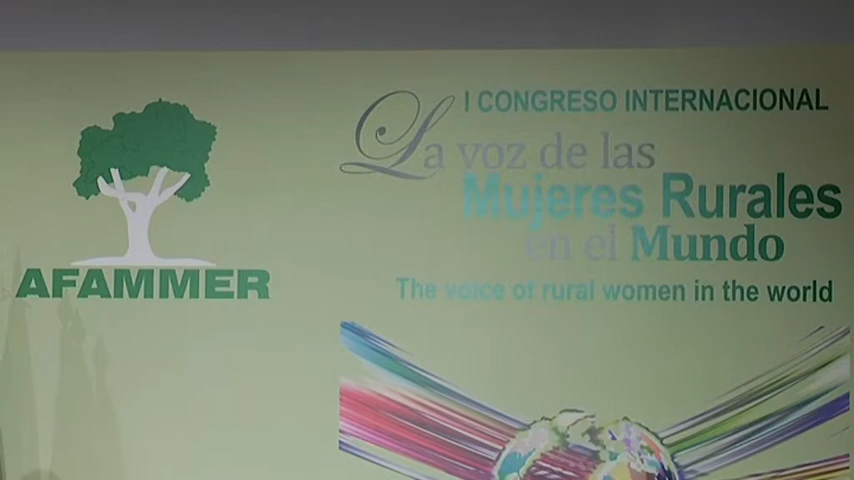 AFAMMER
I CONGRESO INTERNACIONAL
La voz de las
Mujeres Rurales
en el Mundo
The voice of rural women in the world